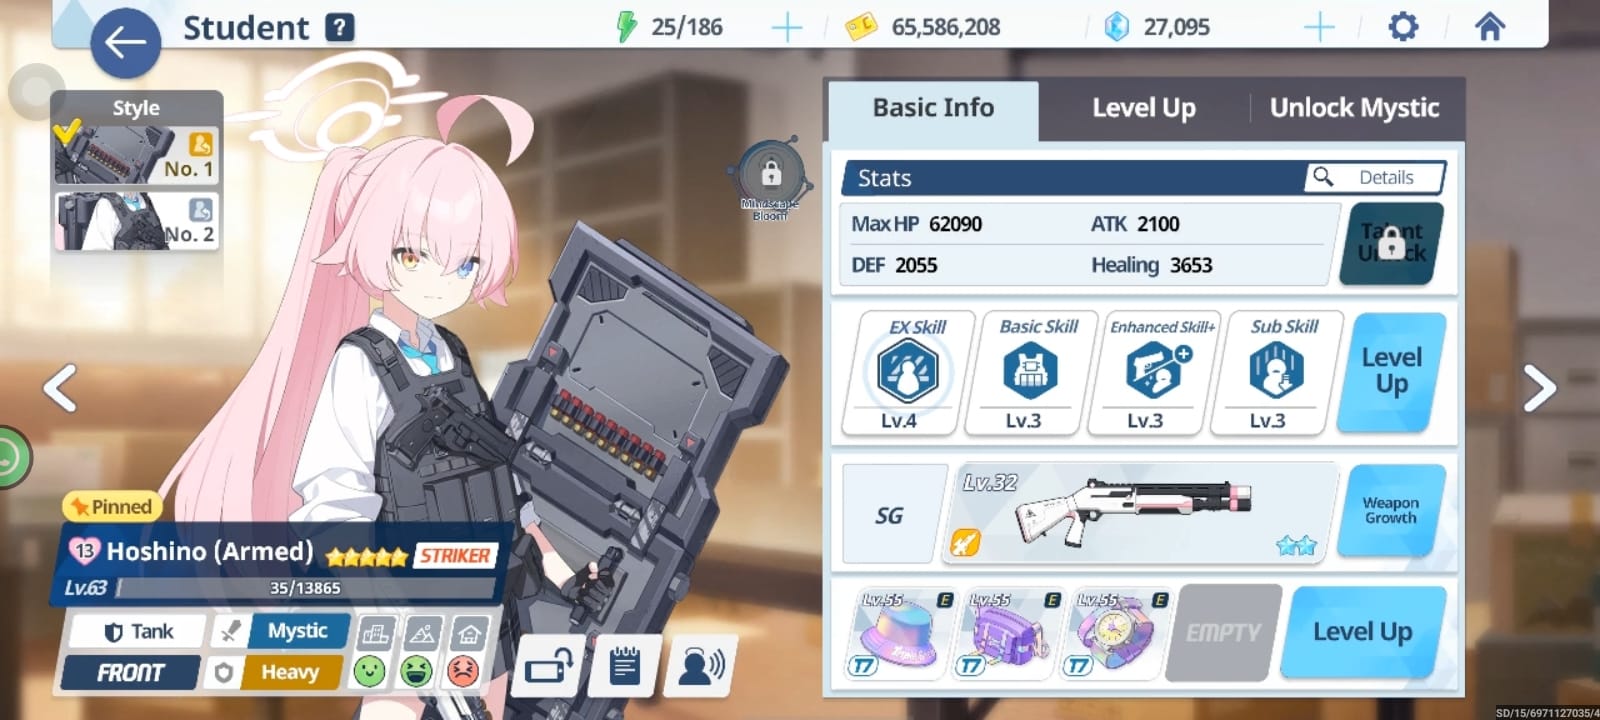 Student ?
25/186
65,586,208
27,095
Style
No. 1
No. 2
Mindscape
Bloom
Basic Info
Level Up
Unlock Mystic
Stats
Details
Max HP 62090
ATK 2100
DEF 2055
Healing 3653
Talent
Unlock
EX Skill
Lv.4
Basic Skill
Lv.3
Enhanced Skill+
Lv.3
Sub Skill
Lv.3
Level
Up
SG
Lv.32
Weapon
Growth
Pinned
13 Hoshino (Armed) STRIKER
Lv.63 35/13865
Tank
Mystic
FRONT
Heavy
Lv.55 E
T7
Lv.55 E
T7
Lv.55 E
T7
EMPTY
Level Up